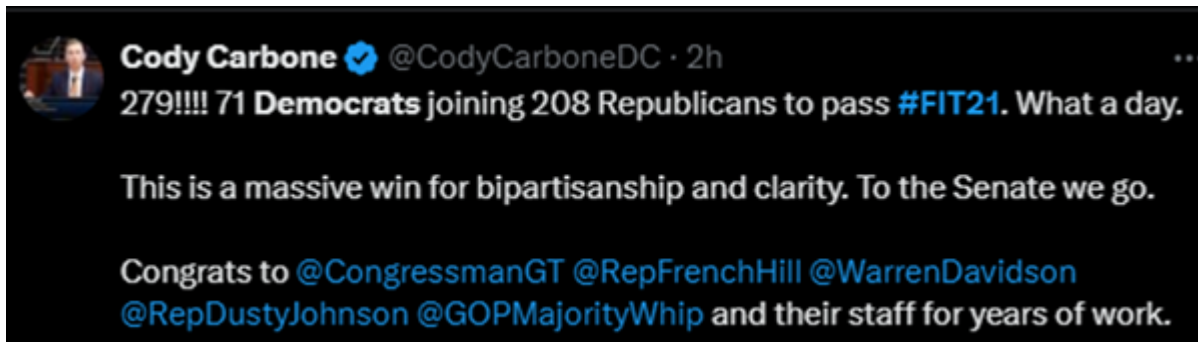 Cody Carbone @CodyCarboneDC · 2h
279!!!! 71 Democrats joining 208 Republicans to pass #FIT21. What a day.
This is a massive win for bipartisanship and clarity. To the Senate we go.
Congrats to @CongressmanGT @RepFrenchHill @WarrenDavidson
@RepDustyJohnson @GOPMajorityWhip and their staff for years of work.